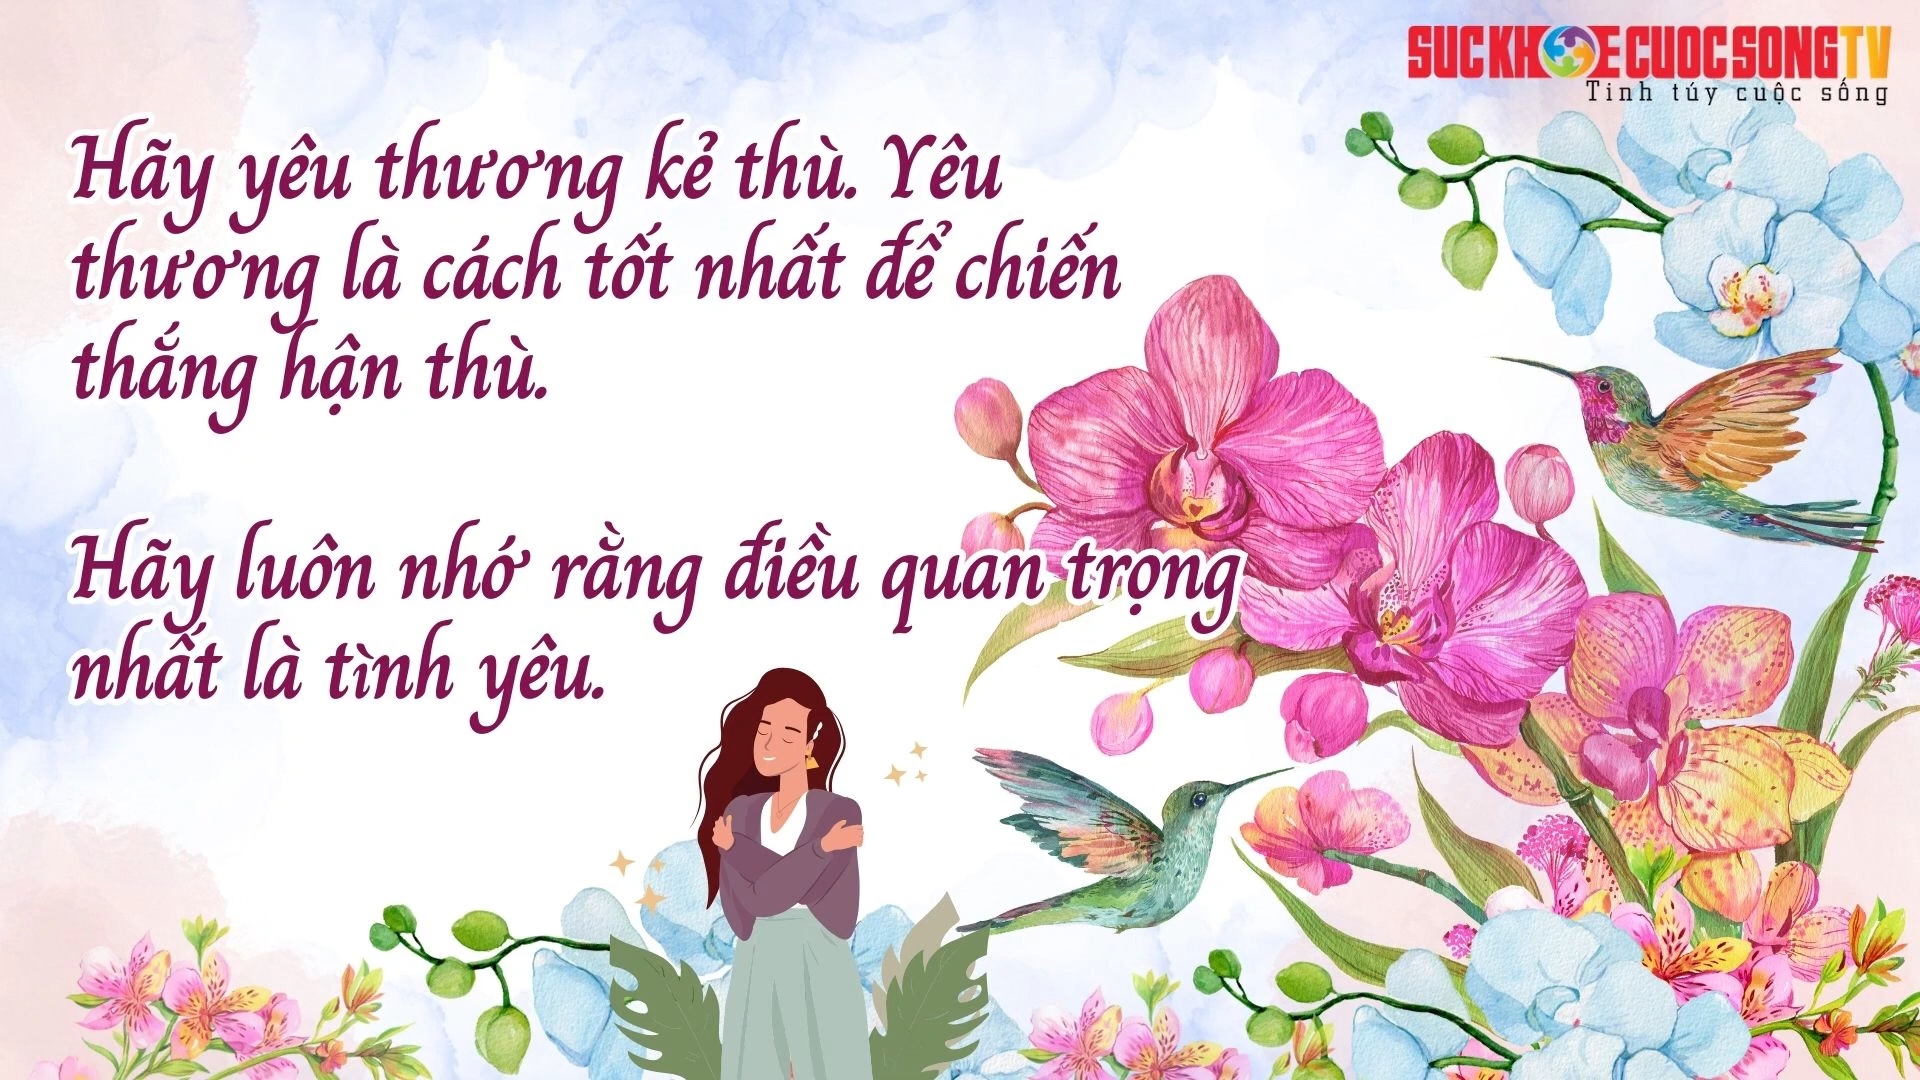 SUCKHOECUOCSONGTV
Tinh túy cuộc sống
Hãy yêu thương kẻ thù. Yêu
thương là cách tốt nhất để chiến
thắng hận thù.
Hãy luôn nhớ rằng điều quan trọng
nhất là tình yêu.